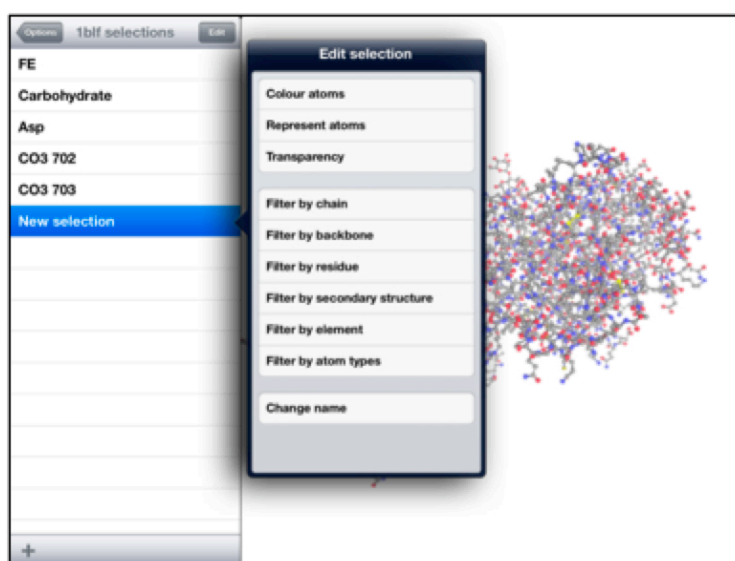 Options 1blf selections Edit
FE
Carbohydrate
Asp
CO3 702
CO3 703
New selection
+
Edit selection
Colour atoms
Represent atoms
Transparency
Filter by chain
Filter by backbone
Filter by residue
Filter by secondary structure
Filter by element
Filter by atom types
Change name